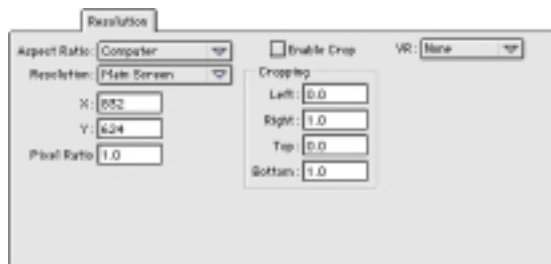 Resolution
Aspect Ratio: Computer
Resolution: Main Screen
X: 832
Y: 624
Pixel Ratio 1.0
Enable Crop
Cropping
Left: 0.0
Right: 1.0
Top: 0.0
Bottom: 1.0
VR: None